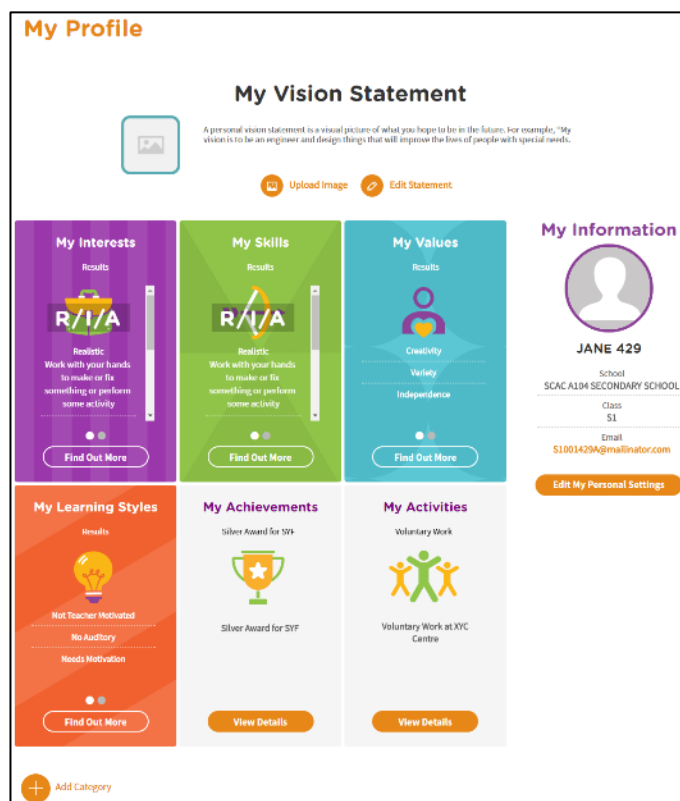 My Profile
My Vision Statement
A personal vision statement is a visual picture of what you hope to be in the future. For example, "My
vision is to be an engineer and design things that will improve the lives of people with special needs.
Upload Image
Edit Statement
My Interests
Results
R/I/A
Realistic
Work with your hands
to make or fix
something or perform
some activity
Find Out More
My Skills
Results
R/I/A
Realistic
Work with your hands
to make or fix
something or perform
some activity
Find Out More
My Values
Results
Creativity
Variety
Independence
Find Out More
My Information
JANE 429
School
SCAC A104 SECONDARY SCHOOL
Class
S1
Email
S1001429A@mailinator.com
Edit My Personal Settings
My Learning Styles
Results
Not Teacher Motivated
No Auditory
Needs Motivation
Find Out More
My Achievements
Silver Award for SYF
Silver Award for SYF
View Details
My Activities
Voluntary Work
Voluntary Work at XYC
Centre
View Details
Add Category